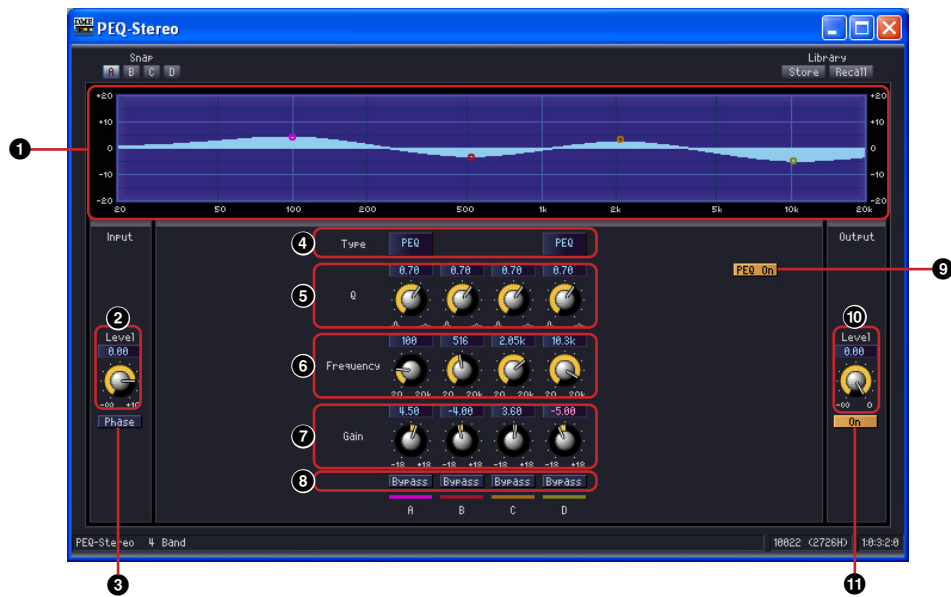 DME PEQ-Stereo
Snap Library
A B C D Store Recall
+20 +20
+10 +10
1 0 0
-10 -10
-20 -20
20 50 100 200 500 1k 2k 5k 10k 20k
Input Output
4 Type PEQ PEQ
PEQ On 9
0.70 0.70 0.70 0.70
5 Q
2 10
Level Level
0.00 100 516 2.05k 10.3k 0.00
6 Frequency
20 20k 20 20k 20 20k 20 20k
-∞ +10 -∞ 0
Phase 4.50 -4.00 3.60 -5.00 On
7 Gain
-18 +18 -18 +18 -18 +18 -18 +18
8 Bypass Bypass Bypass Bypass
A B C D
PEQ-Stereo 4 Band 10022 (2726H) 1:0:3:2:0
3 11